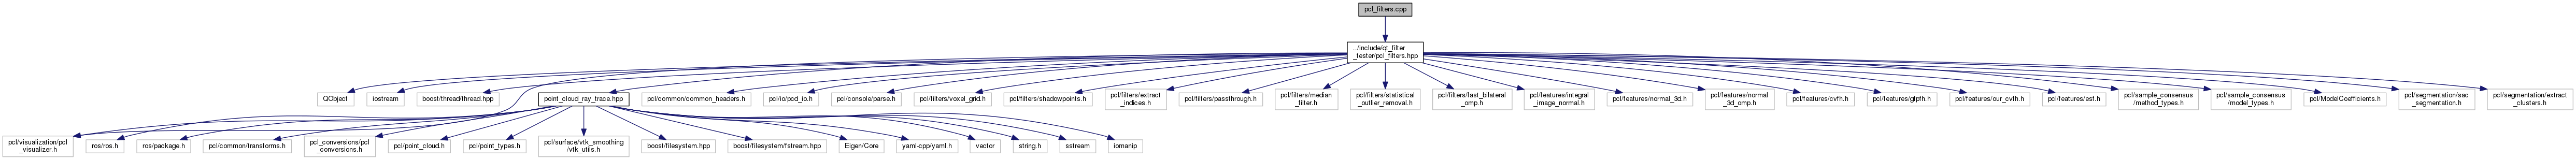 pcl_filters.cpp
../include/qt_filter
_tester/pcl_filters.hpp
QObject
iostream
boost/thread/thread.hpp
point_cloud_ray_trace.hpp
pcl/common/common_headers.h
pcl/io/pcd_io.h
pcl/console/parse.h
pcl/filters/voxel_grid.h
pcl/filters/shadowpoints.h
pcl/filters/extract
_indices.h
pcl/filters/passthrough.h
pcl/filters/median
_filter.h
pcl/filters/statistical
_outlier_removal.h
pcl/filters/fast_bilateral
_omp.h
pcl/features/integral
_image_normal.h
pcl/features/normal_3d.h
pcl/features/normal
_3d_omp.h
pcl/features/cvfh.h
pcl/features/gfpfh.h
pcl/features/our_cvfh.h
pcl/features/esf.h
pcl/sample_consensus
/method_types.h
pcl/sample_consensus
/model_types.h
pcl/ModelCoefficients.h
pcl/segmentation/sac
_segmentation.h
pcl/segmentation/extract
_clusters.h
pcl/visualization/pcl
_visualizer.h
ros/ros.h
ros/package.h
pcl/common/transforms.h
pcl_conversions/pcl
_conversions.h
pcl/point_cloud.h
pcl/point_types.h
pcl/surface/vtk_smoothing
/vtk_utils.h
boost/filesystem.hpp
boost/filesystem/fstream.hpp
Eigen/Core
yaml-cpp/yaml.h
vector
string.h
sstream
iomanip